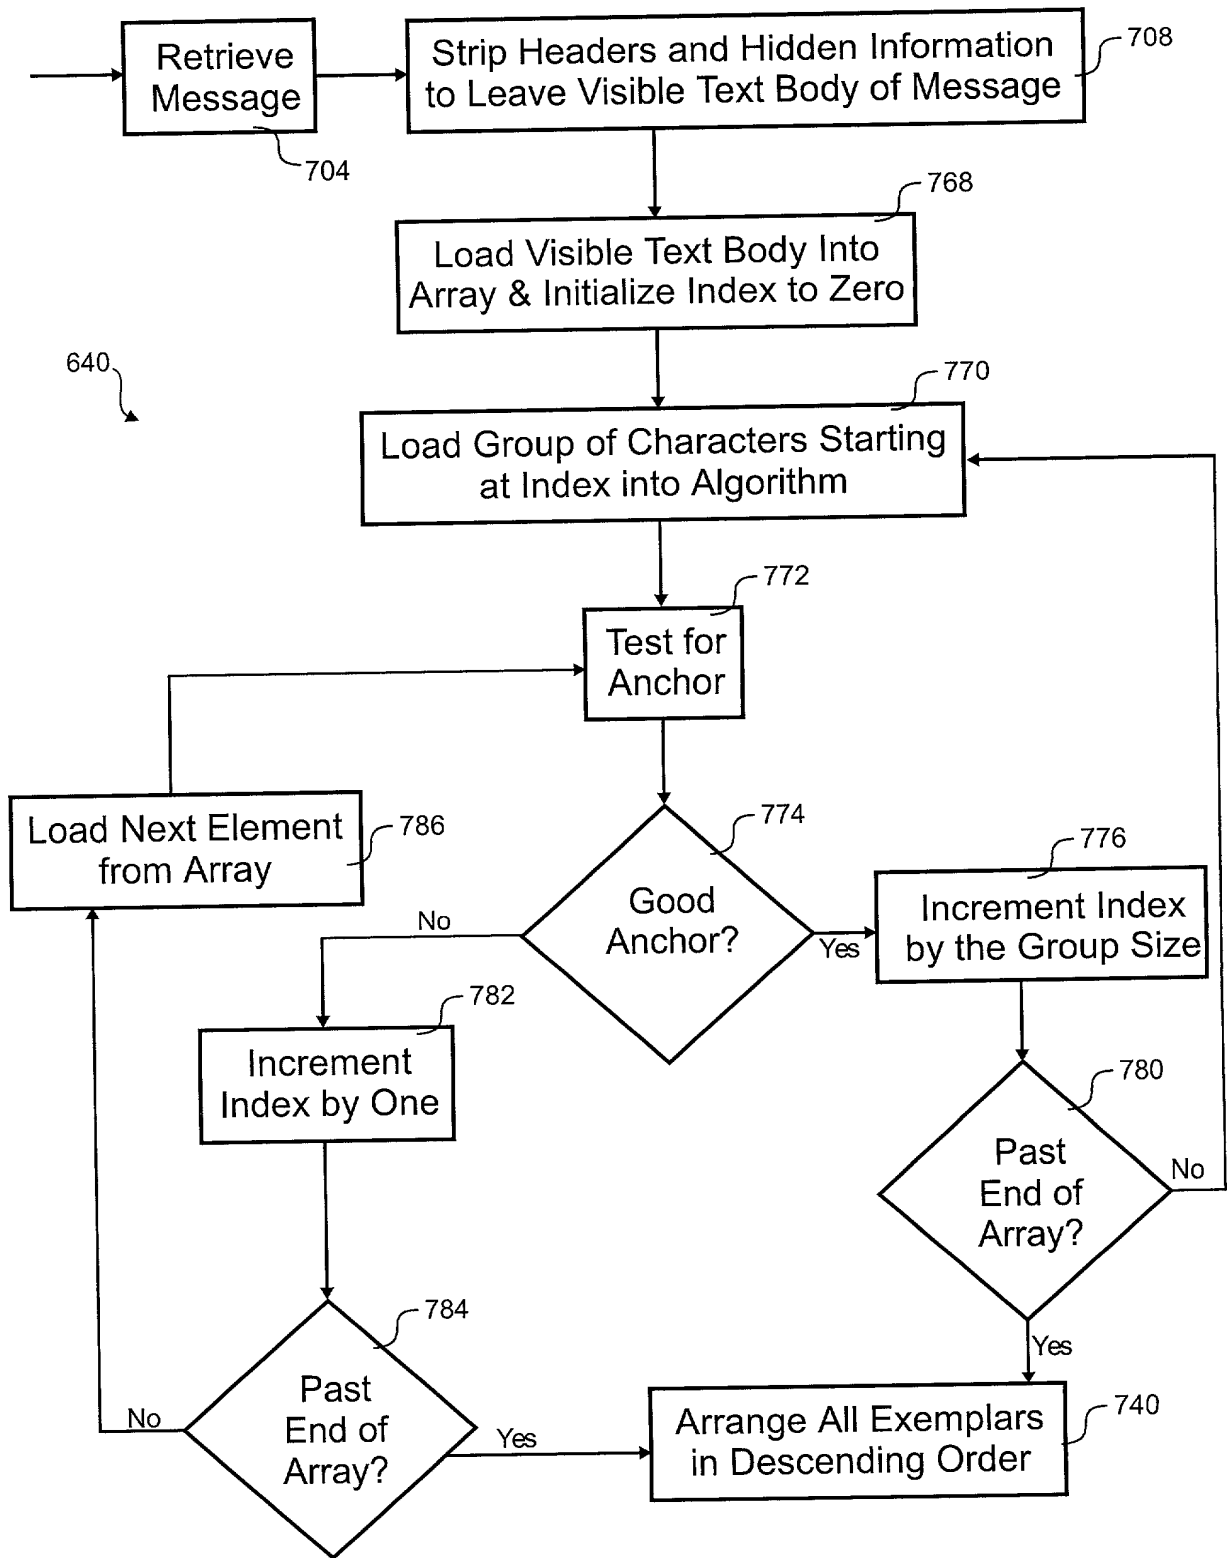 Retrieve
Message
704
Strip Headers and Hidden Information
to Leave Visible Text Body of Message
708
768
Load Visible Text Body Into
Array & Initialize Index to Zero
640
770
Load Group of Characters Starting
at Index into Algorithm
772
Test for
Anchor
Load Next Element
from Array
786
774
Good
Anchor?
No
Yes
776
Increment Index
by the Group Size
782
Increment
Index by One
780
Past
End of
Array?
No
Yes
784
Past
End of
Array?
No
Yes
Arrange All Exemplars
in Descending Order
740